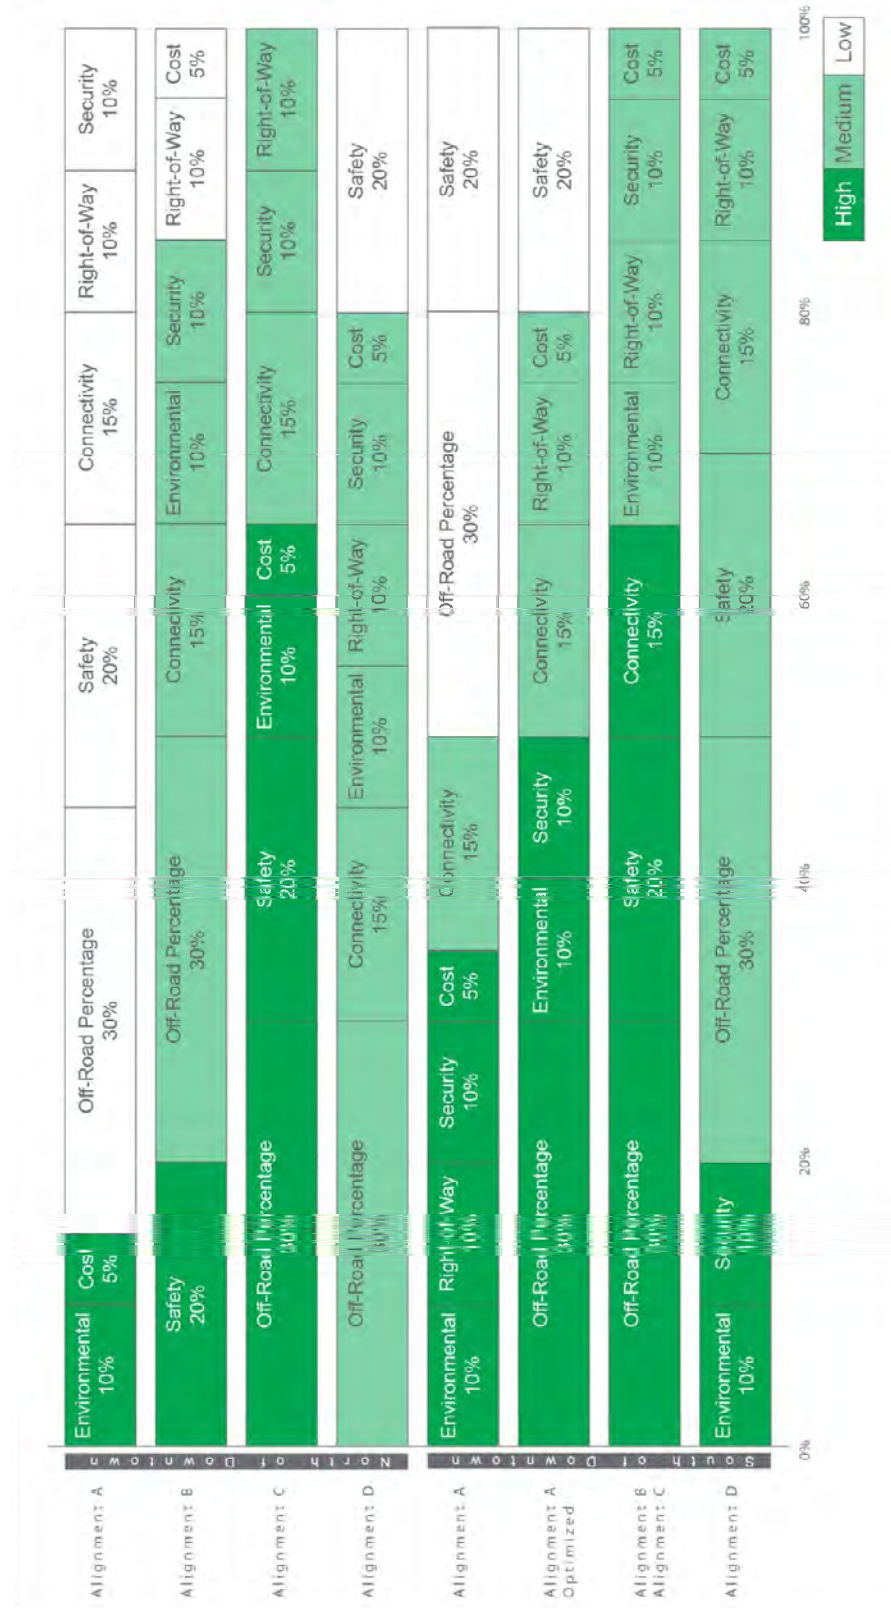 Alignment A
North of Downtown
Environmental
10%
Cost
5%
Off-Road Percentage
30%
Safety
20%
Connectivity
15%
Right-of-Way
10%
Security
10%
Alignment B
Safety
20%
Off-Road Percentage
30%
Connectivity
15%
Environmental
10%
Security
10%
Right-of-Way
10%
Cost
5%
Alignment C
Off-Road Percentage
30%
Safety
20%
Environmental
10%
Cost
5%
Connectivity
15%
Security
10%
Right-of-Way
10%
Alignment D
Off-Road Percentage
30%
Connectivity
15%
Environmental
10%
Right-of-Way
10%
Security
10%
Cost
5%
Safety
20%
Alignment A
South of Downtown
Environmental
10%
Right of Way
10%
Security
10%
Cost
5%
Connectivity
15%
Off-Road Percentage
30%
Safety
20%
Alignment A
Optimized
Off-Road Percentage
30%
Environmental
10%
Security
10%
Connectivity
15%
Right-of-Way
10%
Cost
5%
Safety
20%
Alignment B
Alignment C
Off-Road Percentage
30%
Safety
20%
Connectivity
15%
Environmental
10%
Right-of-Way
10%
Security
10%
Cost
5%
Alignment D
Environmental
10%
Security
10%
Off-Road Percentage
30%
Safety
20%
Connectivity
15%
Right-of-Way
10%
Cost
5%
0%
20%
40%
60%
80%
100%
High
Medium
Low